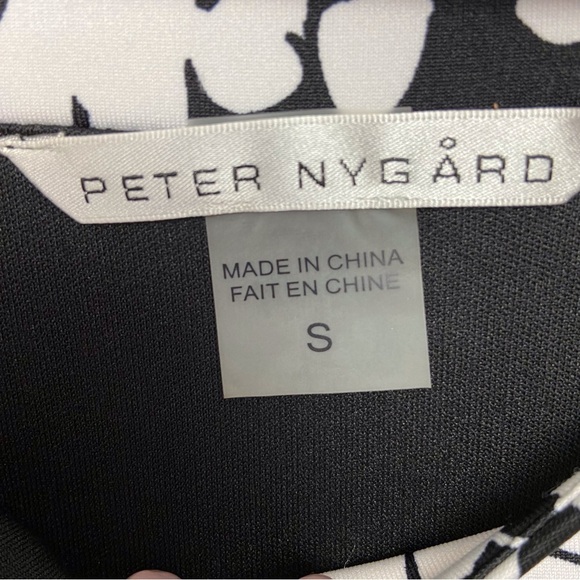 PETER NYGÅRD
MADE IN CHINA
FAIT EN CHINE
S